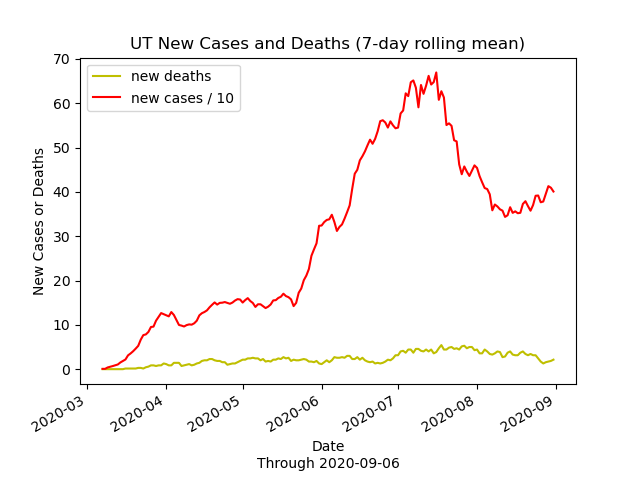 UT New Cases and Deaths (7-day rolling mean)
new deaths
new cases / 10
70
60
50
40
30
20
10
0
New Cases or Deaths
2020-03
2020-04
2020-05
2020-06
2020-07
2020-08
2020-09
Date
Through 2020-09-06